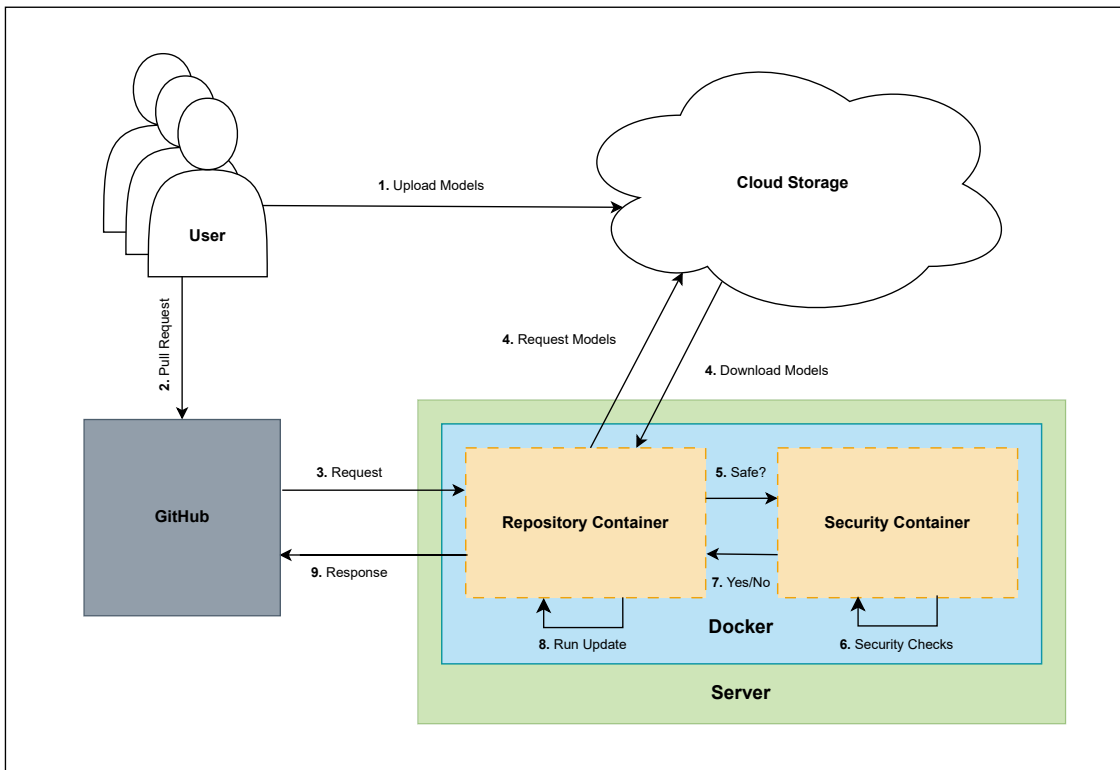 Cloud Storage
1. Upload Models
User
2. Pull Request
4. Request Models
4. Download Models
3. Request
5. Safe?
GitHub
Repository Container
Security Container
9. Response
7. Yes/No
Docker
8. Run Update
6. Security Checks
Server